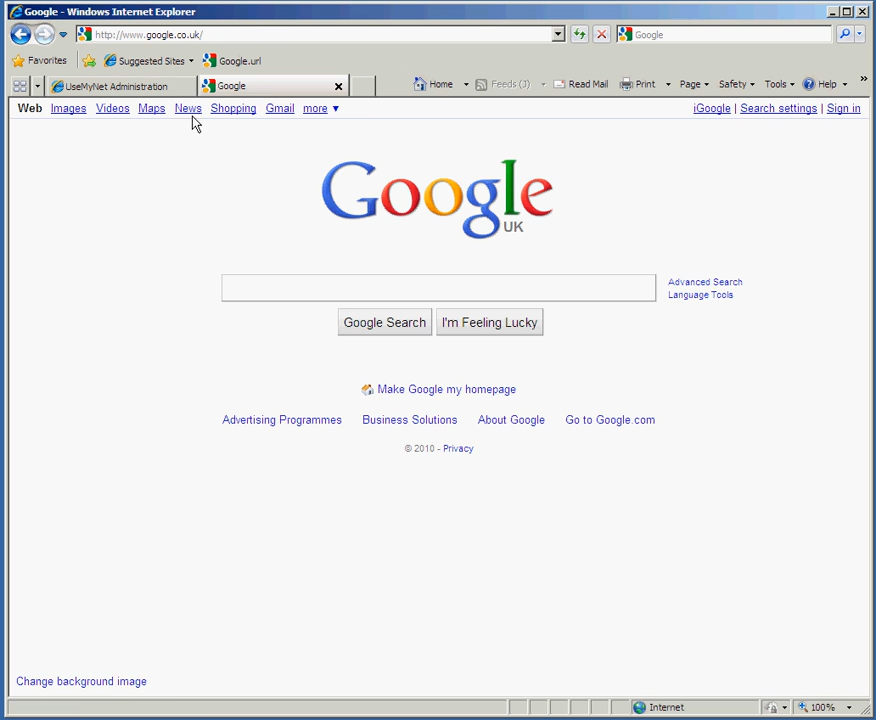 Google - Windows Internet Explorer
http://www.google.co.uk/
Google
Favorites Suggested Sites Google.url
UseMyNet Administration Google Home Feeds (J) Read Mail Print Page Safety Tools Help
Web Images Videos Maps News Shopping Gmail more ▼ iGoogle | Search settings | Sign in
Google
UK
Advanced Search
Language Tools
Google Search I'm Feeling Lucky
Make Google my homepage
Advertising Programmes Business Solutions About Google Go to Google.com
© 2010 - Privacy
Change background image
Internet 100%